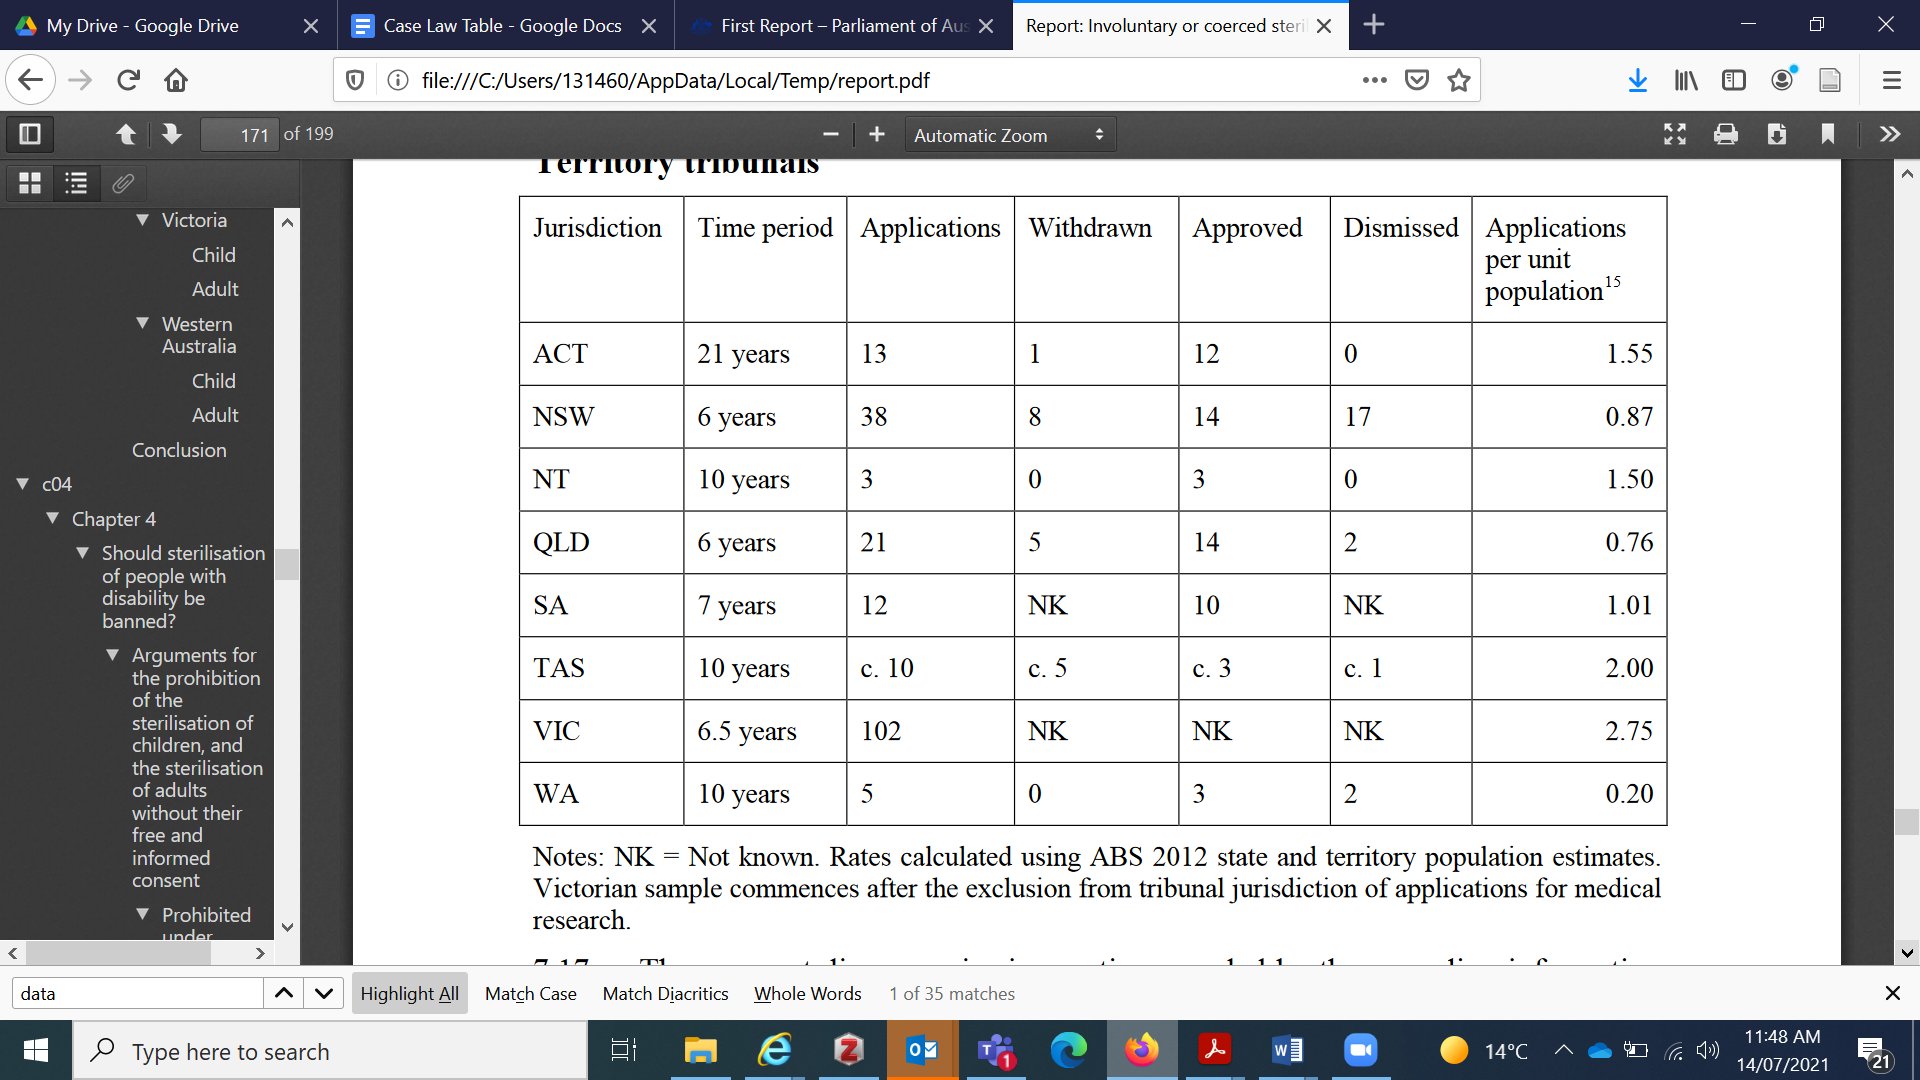 My Drive - Google Drive
Case Law Table - Google Docs
First Report – Parliament of Aus
Report: Involuntary or coerced steril
file:///C:/Users/131460/AppData/Local/Temp/report.pdf
171 of 199
Automatic Zoom
Victoria
Child
Adult
Western
Australia
Child
Adult
Conclusion
c04
Chapter 4
Should sterilisation
of people with
disability be
banned?
Arguments for
the prohibition
of the
sterilisation of
children, and
the sterilisation
of adults
without their
free and
informed
consent
Prohibited
under
Territory tribunals
Jurisdiction Time period Applications Withdrawn Approved Dismissed Applications
per unit
population15
ACT 21 years 13 1 12 0 1.55
NSW 6 years 38 8 14 17 0.87
NT 10 years 3 0 3 0 1.50
QLD 6 years 21 5 14 2 0.76
SA 7 years 12 NK 10 NK 1.01
TAS 10 years c. 10 c. 5 c. 3 c. 1 2.00
VIC 6.5 years 102 NK NK NK 2.75
WA 10 years 5 0 3 2 0.20
Notes: NK = Not known. Rates calculated using ABS 2012 state and territory population estimates.
Victorian sample commences after the exclusion from tribunal jurisdiction of applications for medical
research.
data Highlight All Match Case Match Diacritics Whole Words 1 of 35 matches
Type here to search
1
14°C
11:48 AM
14/07/2021
21